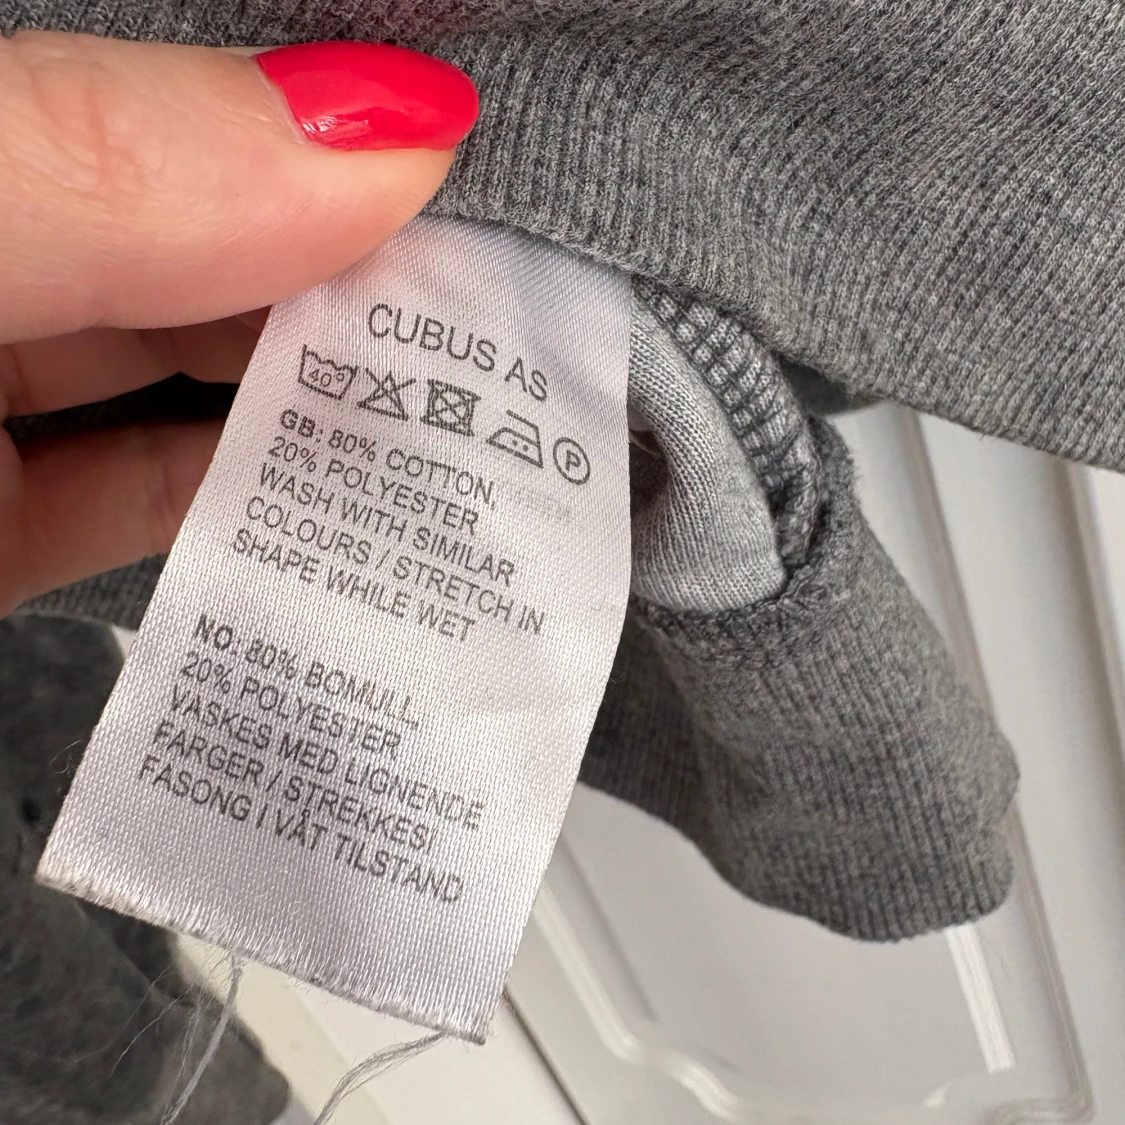 CUBUS AS
40°
P
GB: 80% COTTON,
20% POLYESTER
WASH WITH SIMILAR
COLOURS / STRETCH IN
SHAPE WHILE WET
NO: 80% BOMULL,
20% POLYESTER
VASKES MED LIGNENDE
FARGER / STREKKES I
FASONG I VÅT TILSTAND